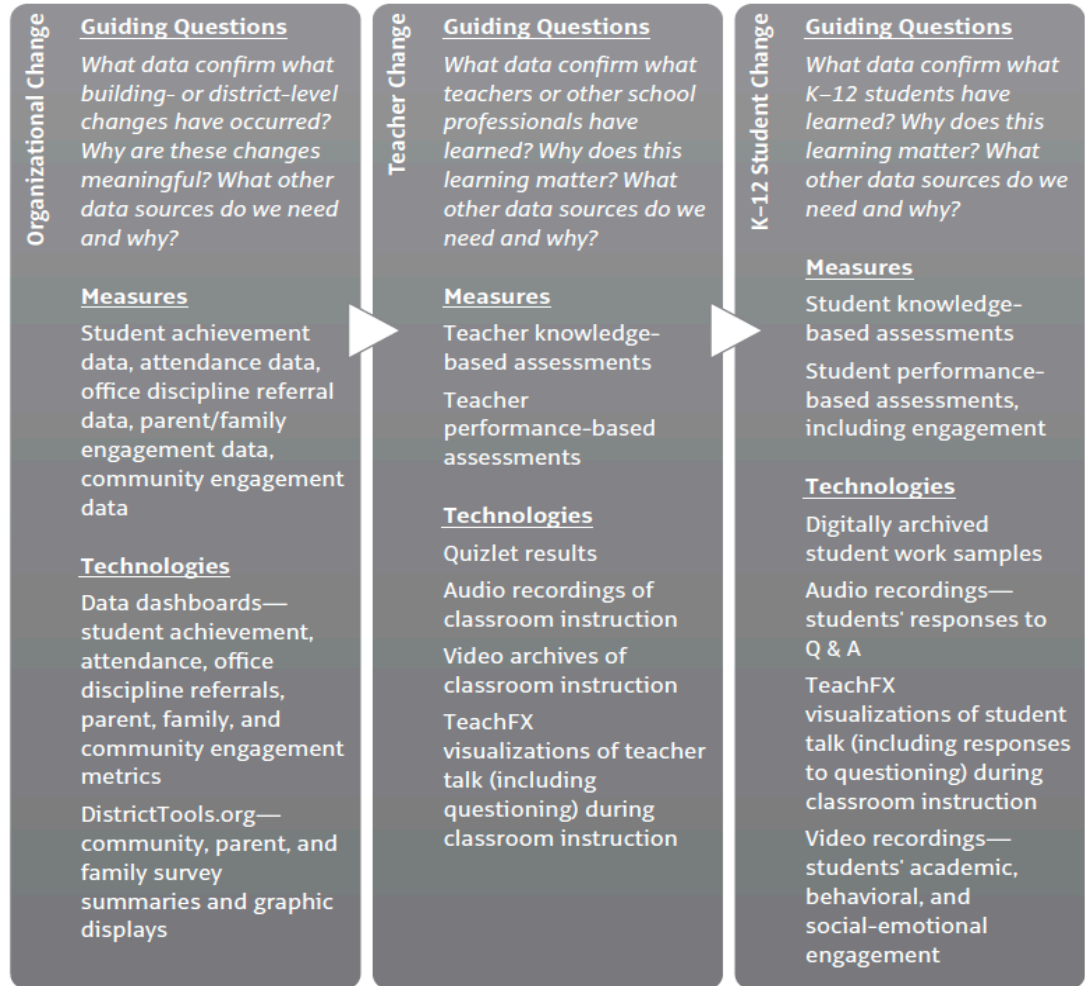 Organizational Change
Guiding Questions
What data confirm what
building- or district-level
changes have occurred?
Why are these changes
meaningful? What other
data sources do we need
and why?
Measures
Student achievement
data, attendance data,
office discipline referral
data, parent/family
engagement data,
community engagement
data
Technologies
Data dashboards—
student achievement,
attendance, office
discipline referrals,
parent, family, and
community engagement
metrics
DistrictTools.org—
community, parent, and
family survey
summaries and graphic
displays
Teacher Change
Guiding Questions
What data confirm what
teachers or other school
professionals have
learned? Why does this
learning matter? What
other data sources do we
need and why?
Measures
Teacher knowledge-
based assessments
Teacher
performance-based
assessments
Technologies
Quizlet results
Audio recordings of
classroom instruction
Video archives of
classroom instruction
TeachFX
visualizations of teacher
talk (including
questioning) during
classroom instruction
K–12 Student Change
Guiding Questions
What data confirm what
K–12 students have
learned? Why does this
learning matter? What
other data sources do we
need and why?
Measures
Student knowledge-
based assessments
Student performance-
based assessments,
including engagement
Technologies
Digitally archived
student work samples
Audio recordings—
students' responses to
Q & A
TeachFX
visualizations of student
talk (including responses
to questioning) during
classroom instruction
Video recordings—
students' academic,
behavioral, and
social-emotional
engagement